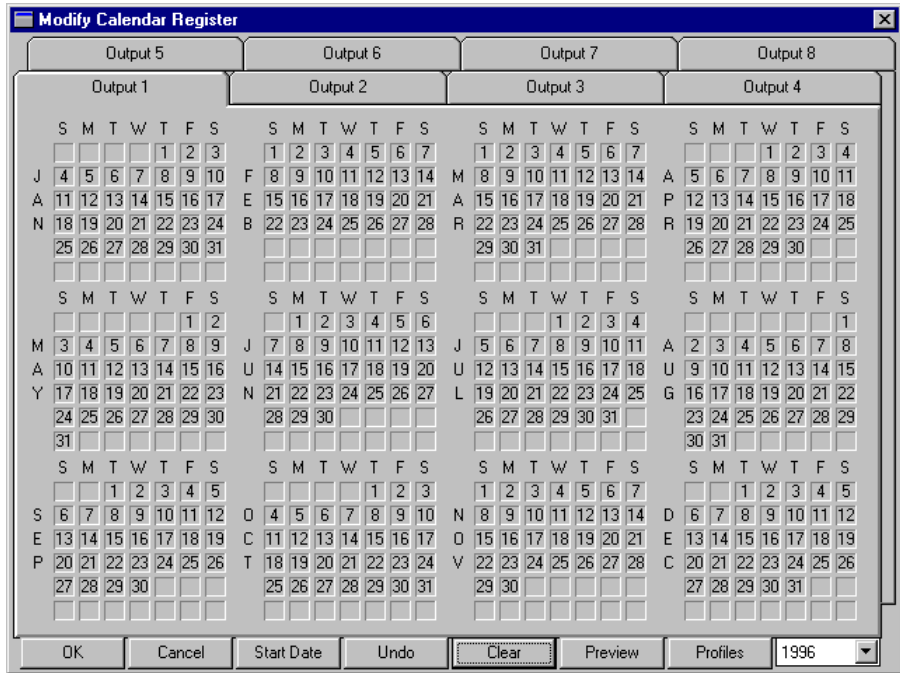 Modify Calendar Register
Output 5 Output 6 Output 7 Output 8
Output 1 Output 2 Output 3 Output 4
S M T W T F S S M T W T F S S M T W T F S S M T W T F S
1 2 3 1 2 3 4 5 6 7 1 2 3 4 5 6 7 1 2 3 4
J 4 5 6 7 8 9 10 F 8 9 10 11 12 13 14 M 8 9 10 11 12 13 14 A 5 6 7 8 9 10 11
A 11 12 13 14 15 16 17 E 15 16 17 18 19 20 21 A 15 16 17 18 19 20 21 P 12 13 14 15 16 17 18
N 18 19 20 21 22 23 24 B 22 23 24 25 26 27 28 R 22 23 24 25 26 27 28 R 19 20 21 22 23 24 25
25 26 27 28 29 30 31 29 30 31 26 27 28 29 30
S M T W T F S S M T W T F S S M T W T F S S M T W T F S
1 2 1 2 3 4 5 6 1 2 3 4 1
M 3 4 5 6 7 8 9 J 7 8 9 10 11 12 13 J 5 6 7 8 9 10 11 A 2 3 4 5 6 7 8
A 10 11 12 13 14 15 16 U 14 15 16 17 18 19 20 U 12 13 14 15 16 17 18 U 9 10 11 12 13 14 15
Y 17 18 19 20 21 22 23 N 21 22 23 24 25 26 27 L 19 20 21 22 23 24 25 G 16 17 18 19 20 21 22
24 25 26 27 28 29 30 28 29 30 26 27 28 29 30 31 23 24 25 26 27 28 29
31 30 31
S M T W T F S S M T W T F S S M T W T F S S M T W T F S
1 2 3 4 5 1 2 3 1 2 3 4 5 6 7 1 2 3 4 5
S 6 7 8 9 10 11 12 O 4 5 6 7 8 9 10 N 8 9 10 11 12 13 14 D 6 7 8 9 10 11 12
E 13 14 15 16 17 18 19 C 11 12 13 14 15 16 17 O 15 16 17 18 19 20 21 E 13 14 15 16 17 18 19
P 20 21 22 23 24 25 26 T 18 19 20 21 22 23 24 V 22 23 24 25 26 27 28 C 20 21 22 23 24 25 26
27 28 29 30 25 26 27 28 29 30 31 29 30 27 28 29 30 31
OK Cancel Start Date Undo Clear Preview Profiles 1996